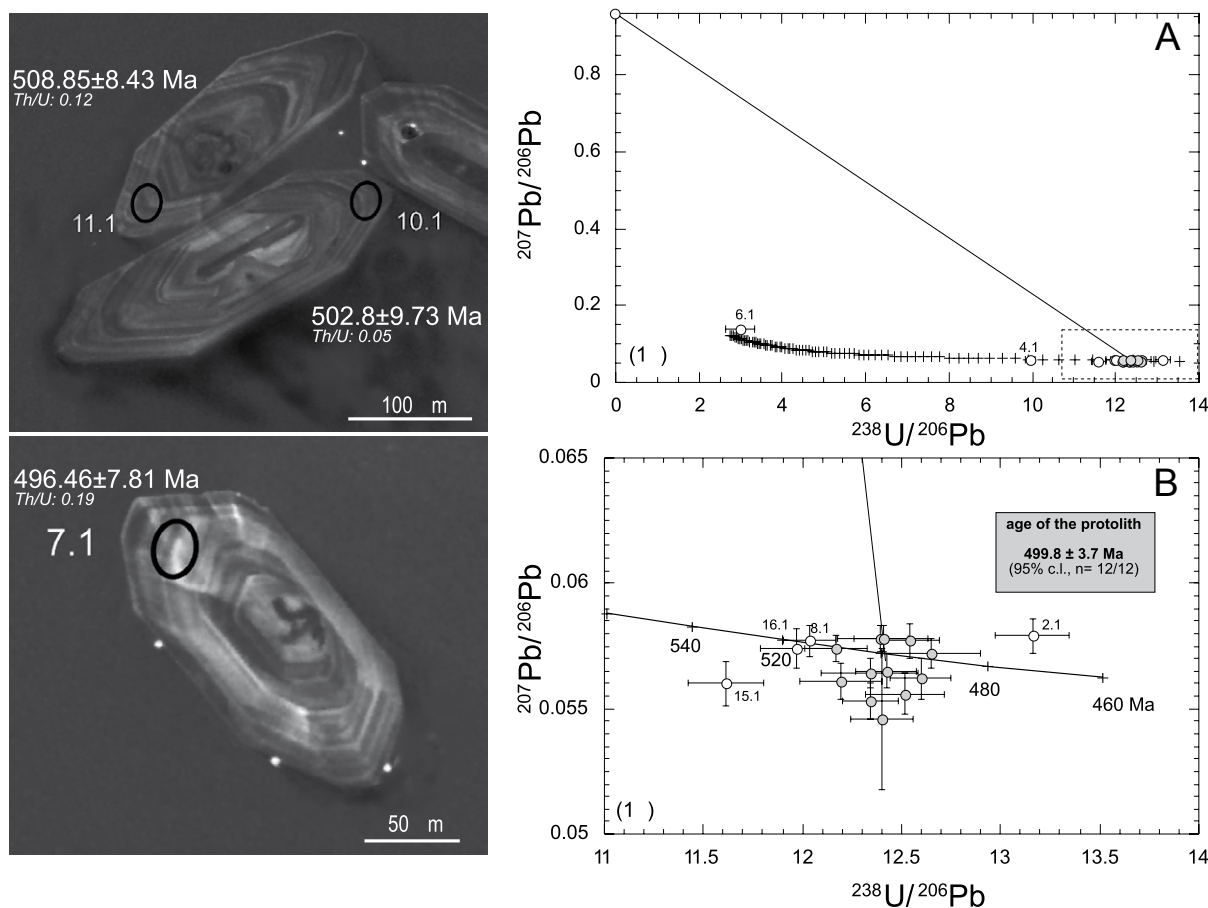 508.85±8.43 Ma
Th/U: 0.12
11.1
10.1
502.8±9.73 Ma
Th/U: 0.05
100 m
496.46±7.81 Ma
Th/U: 0.19
7.1
50 m
A
0.8
0.6
0.4
0.2
0
207Pb/206Pb
6.1
4.1
(1 )
0 2 4 6 8 10 12 14
238U/206Pb
B
0.065
0.06
0.055
0.05
207Pb/206Pb
age of the protolith
499.8 ± 3.7 Ma
(95% c.l., n= 12/12)
16.1
8.1
2.1
540
520
480
15.1
460 Ma
(1 )
11 11.5 12 12.5 13 13.5 14
238U/206Pb